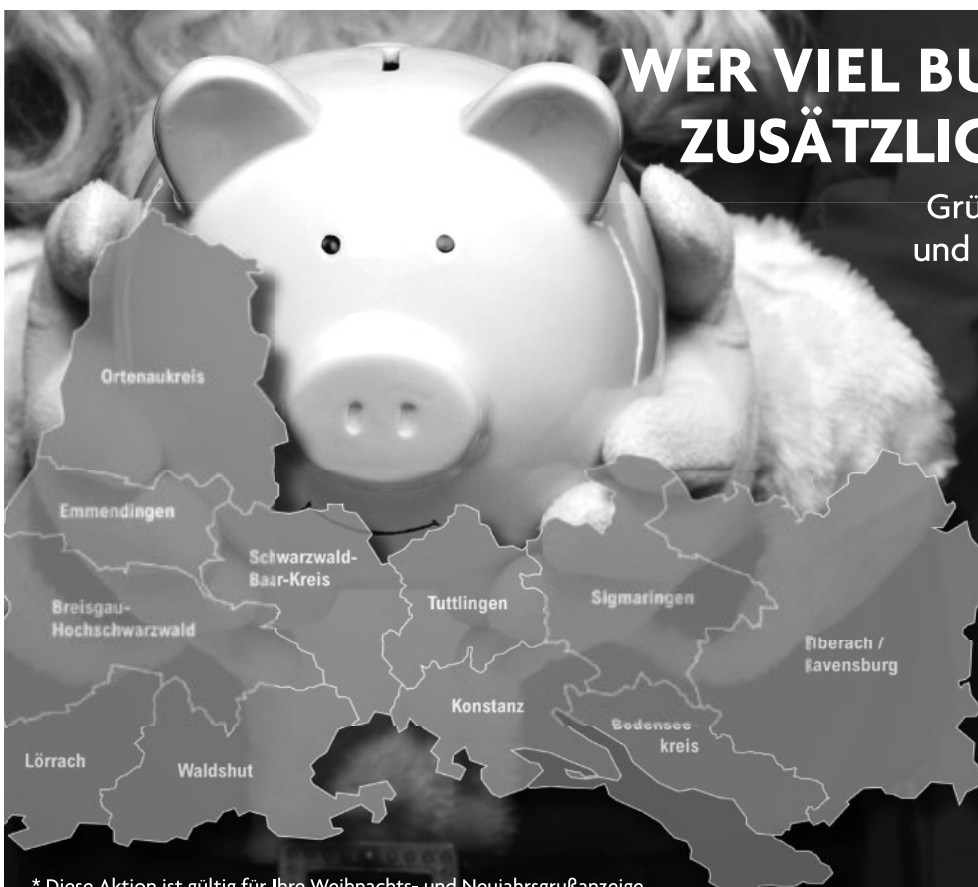 WER VIEL BU
ZUSÄTZLIC
Grü
und
Ortenaukreis
Emmendingen
Schwarzwald-
Baar-Kreis
Breisgau-
Hochschwarzwald
Tuttlingen
Sigmaringen
Biberach /
Ravensburg
Konstanz
Bodensee-
kreis
Lörrach
Waldshut
* Diese Aktion ist gültig für Ihre Weihnachts- und Neujahrsgrußanzeige